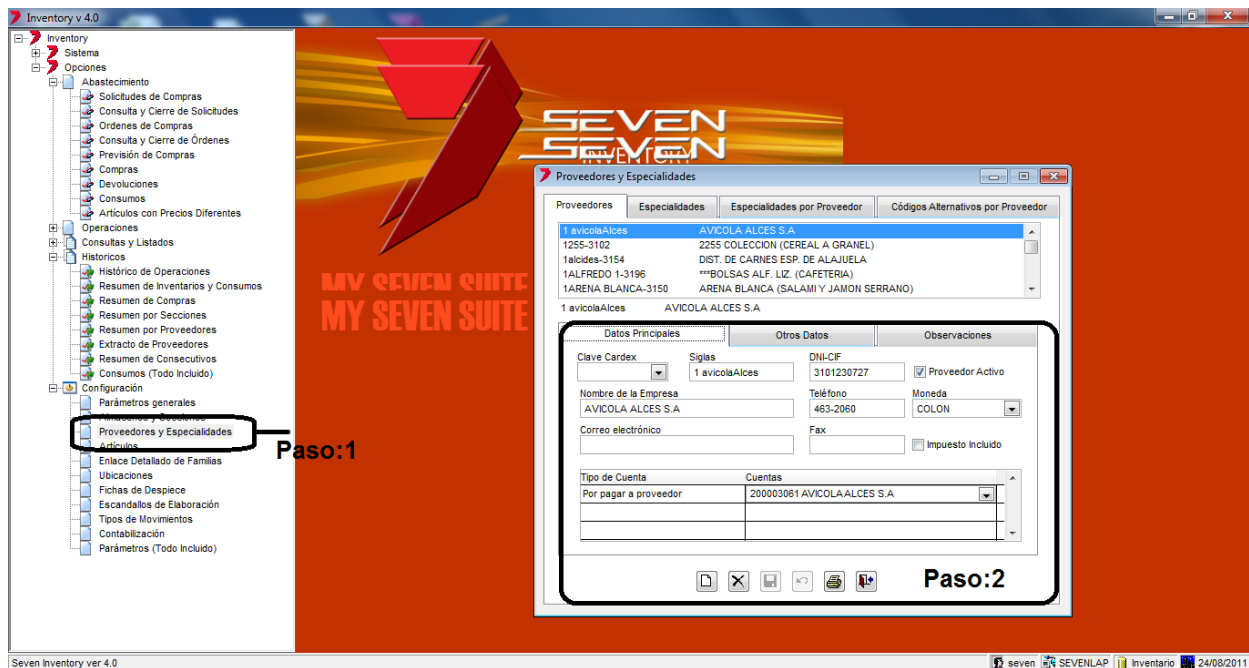 Inventory v 4.0
Inventory
Sistema
Opciones
Abastecimiento
Solicitudes de Compras
Consulta y Cierre de Solicitudes
Ordenes de Compras
Consulta y Cierre de Órdenes
Previsión de Compras
Compras
Devoluciones
Consumos
Artículos con Precios Diferentes
Operaciones
Consultas y Listados
Historicos
Histórico de Operaciones
Resumen de Inventarios y Consumos
Resumen de Compras
Resumen por Secciones
Resumen por Proveedores
Extracto de Proveedores
Resumen de Consecutivos
Consumos (Todo Incluido)
Configuración
Parámetros generales
Almacenes y Secciones
Proveedores y Especialidades
Artículos
Enlace Detallado de Familias
Ubicaciones
Fichas de Despiece
Escandallos de Elaboración
Tipos de Movimientos
Contabilización
Parámetros (Todo Incluido)
Paso:1
SEVEN
SEVEN
INVENTORY
MY SEVEN SUITE
MY SEVEN SUITE
Proveedores y Especialidades
Proveedores Especialidades Especialidades por Proveedor Códigos Alternativos por Proveedor
1 avicolaAlces AVICOLA ALCES S.A
1255-3102 2255 COLECCION (CEREAL A GRANEL)
1alcides-3154 DIST. DE CARNES ESP. DE ALAJUELA
1ALFREDO 1-3196 ***BOLSAS ALF. LIZ. (CAFETERIA)
1ARENA BLANCA-3150 ARENA BLANCA (SALAMI Y JAMON SERRANO)
1 avicolaAlces AVICOLA ALCES S.A
Datos Principales Otros Datos Observaciones
Clave Cardex Siglas DNI-CIF
1 avicolaAlces 3101230727 Proveedor Activo
Nombre de la Empresa Teléfono Moneda
AVICOLA ALCES S.A 463-2060 COLON
Correo electrónico Fax
Impuesto Incluido
Tipo de Cuenta Cuentas
Por pagar a proveedor 200003061 AVICOLA ALCES S.A
Paso:2
Seven Inventory ver 4.0 seven SEVENLAP Inventario 24/08/2011